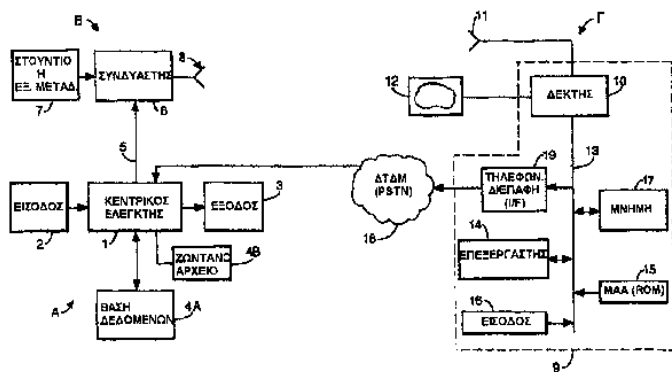 B
Γ
11
ΣΤΟΥΝΤΙΟ
Η
ΕΞ. ΜΕΤΑΔ.
7
ΣΥΝΔΥΑΣΤΗΣ
6
8
12
ΔΕΚΤΗΣ
10
5
13
ΕΙΣΟΔΟΣ
2
ΚΕΝΤΡΙΚΟΣ
ΕΛΕΓΚΤΗΣ
1
ΕΞΟΔΟΣ
3
ΔΤΔΜ
(PSTN)
18
ΤΗΛΕΦΩΝ.
ΔΙΕΠΑΦΗ
(I/F)
19
ΜΝΗΜΗ
17
ΖΩΝΤΑΝΟ
ΑΡΧΕΙΟ
4B
14
ΕΠΕΞΕΡΓΑΣΤΗΣ
15
ΜΑΑ (ROM)
A
ΒΑΣΗ
ΔΕΔΟΜΕΝΩΝ
4A
16
ΕΙΣΟΔΟΣ
9